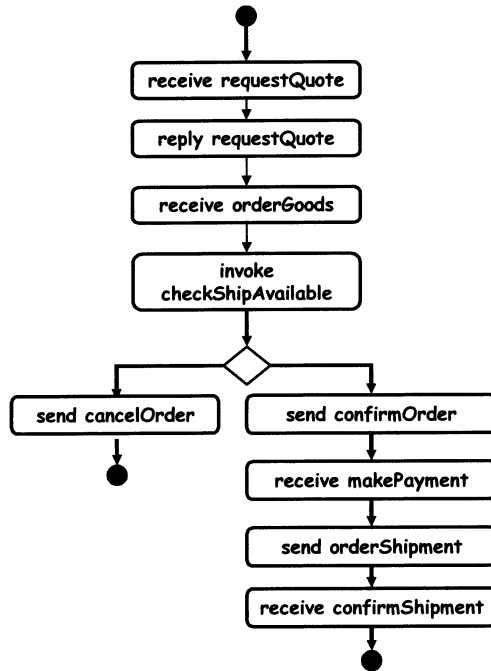 receive requestQuote
reply requestQuote
receive orderGoods
invoke
checkShipAvailable
send cancelOrder
send confirmOrder
receive makePayment
send orderShipment
receive confirmShipment